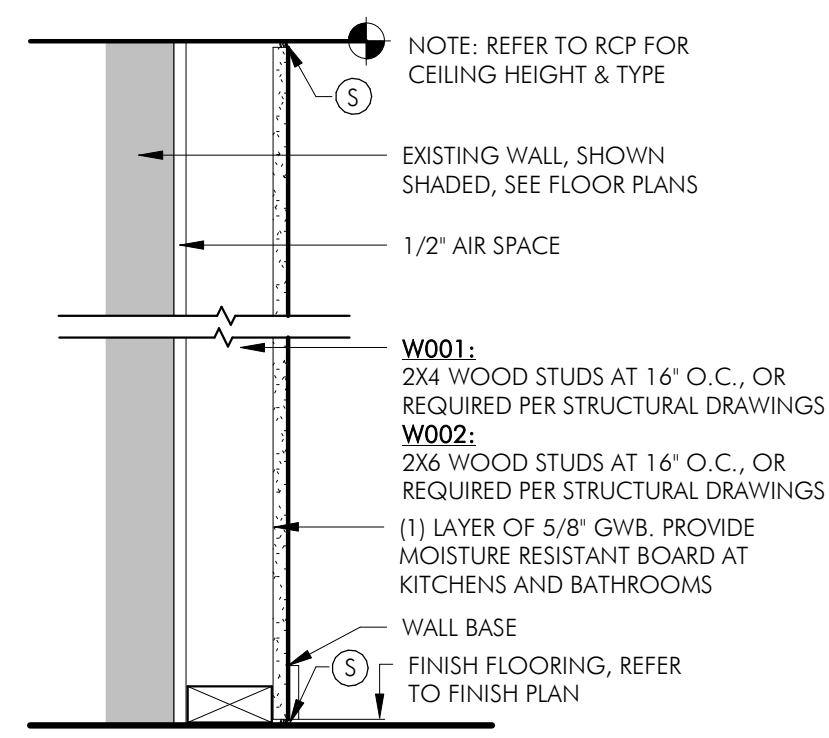 NOTE: REFER TO RCP FOR
CEILING HEIGHT & TYPE
S
EXISTING WALL, SHOWN
SHADED, SEE FLOOR PLANS
1/2" AIR SPACE
W001:
2X4 WOOD STUDS AT 16" O.C., OR
REQUIRED PER STRUCTURAL DRAWINGS
W002:
2X6 WOOD STUDS AT 16" O.C., OR
REQUIRED PER STRUCTURAL DRAWINGS
(1) LAYER OF 5/8" GWB. PROVIDE
MOISTURE RESISTANT BOARD AT
KITCHENS AND BATHROOMS
WALL BASE
S
FINISH FLOORING, REFER
TO FINISH PLAN